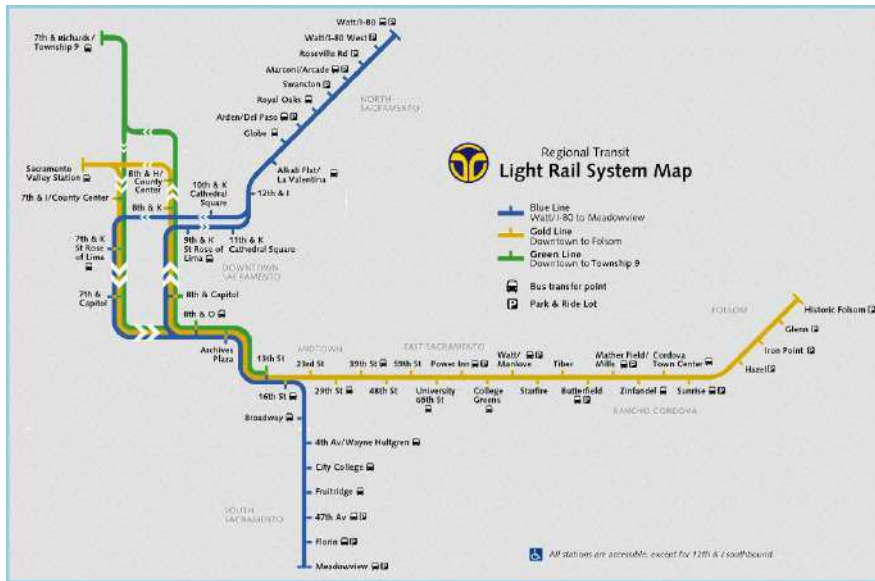 Regional Transit
Light Rail System Map
Blue Line
Watt/I-80 to Meadowview
Gold Line
Downtown to Folsom
Green Line
Downtown to Township 9
Bus transfer point
Park & Ride Lot
7th & Richards/
Township 9
Watt/I-80
Watt/I-80 West
Roseville Rd
Marconi/Arcade
Swanston
Royal Oaks
Arden/Del Paso
Globe
NORTH
SACRAMENTO
Alkali Flat/
La Valentina
12th & I
Sacramento
Valley Station
8th & H/
County
Center
7th & I/County Center
8th & K
10th & K
Cathedral
Square
7th & K
St Rose
of Lima
9th & K
St Rose of
Lima
11th & K
Cathedral Square
DOWNTOWN
SACRAMENTO
7th &
Capitol
8th & Capitol
8th & O
Archives
Plaza
13th St
16th St
MIDTOWN
23rd St
29th St
EAST SACRAMENTO
39th St
48th St
59th St
University
65th St
Power Inn
College
Greens
Watt/
Manlove
Starfire
Tiber
Butterfield
Mather Field/
Mills
Zinfandel
Cordova
Town Center
Sunrise
RANCHO CORDOVA
FOLSOM
Hazel
Iron Point
Glenn
Historic Folsom
Broadway
4th Av/Wayne Hultgren
City College
Fruitridge
SOUTH
SACRAMENTO
47th Av
Florin
Meadowview
All stations are accessible, except for 12th & I southbound.